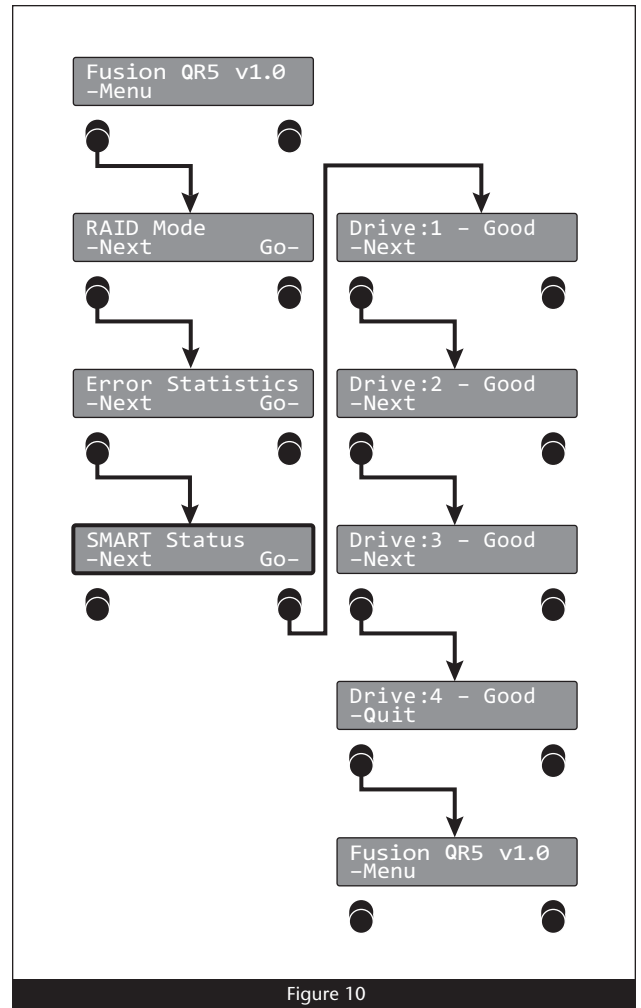 Fusion QR5 v1.0
–Menu
RAID Mode
–Next Go–
Error Statistics
–Next Go–
SMART Status
–Next Go–
Drive:1 – Good
–Next
Drive:2 – Good
–Next
Drive:3 – Good
–Next
Drive:4 – Good
–Quit
Fusion QR5 v1.0
–Menu
Figure 10